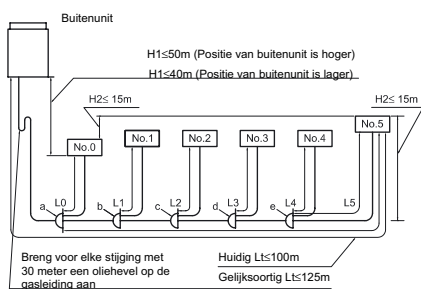 Buitenunit
H1≤50m (Positie van buitenunit is hoger)
H1≤40m (Positie van buitenunit is lager)
H2≤ 15m
H2≤ 15m
No.0
No.1
No.2
No.3
No.4
No.5
a
L0
b
L1
c
L2
d
L3
e
L4
L5
Breng voor elke stijging met
30 meter een oliehevel op de
gasleiding aan
Huidig Lt≤100m
Gelijksoortig Lt≤125m